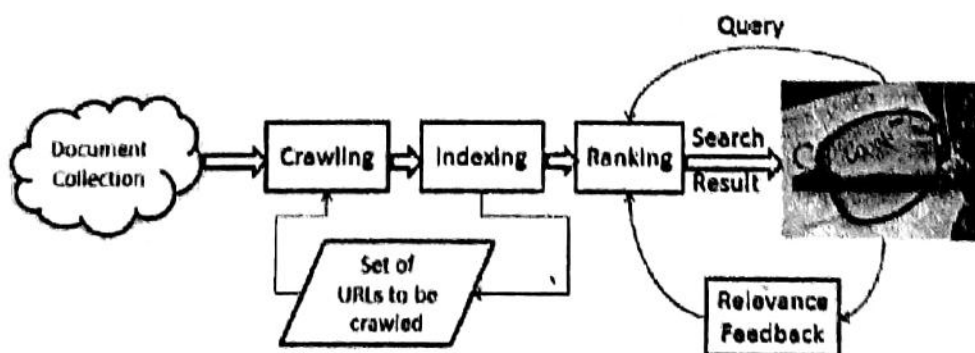 Query
Document
Collection
Crawling
Indexing
Ranking
Search
Result
Set of
URLs to be
crawled
Relevance
Feedback